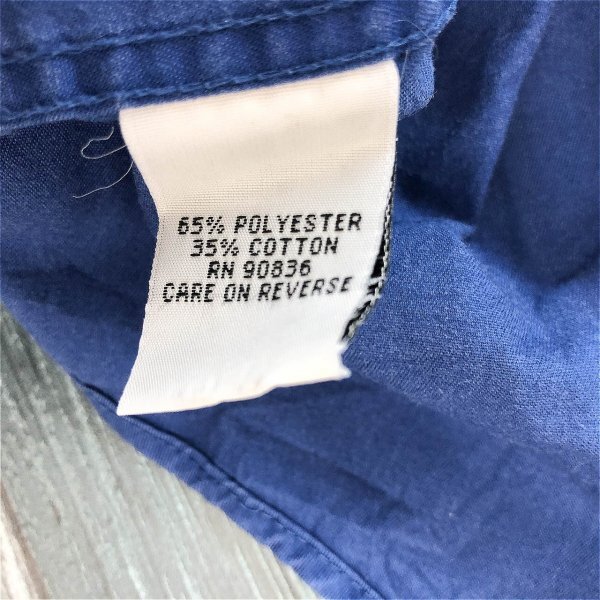 65% POLYESTER
35% COTTON
RN 90836
CARE ON REVERSE